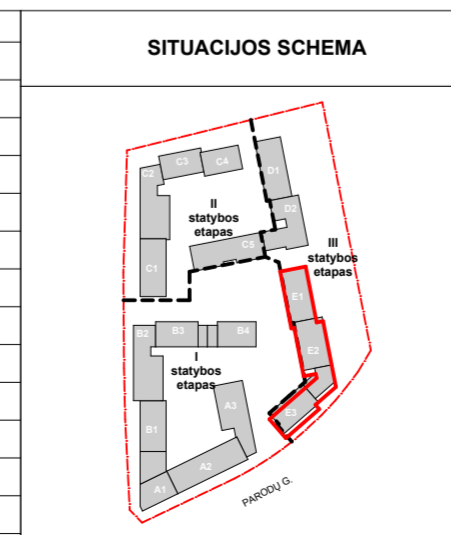 SITUACIJOS SCHEMA
C2
C3
C4
D1
II
statybos
etapas
D2
C5
III
statybos
etapas
C1
E1
B2
B3
B4
I
statybos
etapas
E2
A3
B1
E3
A2
A1
PARODŲ G.